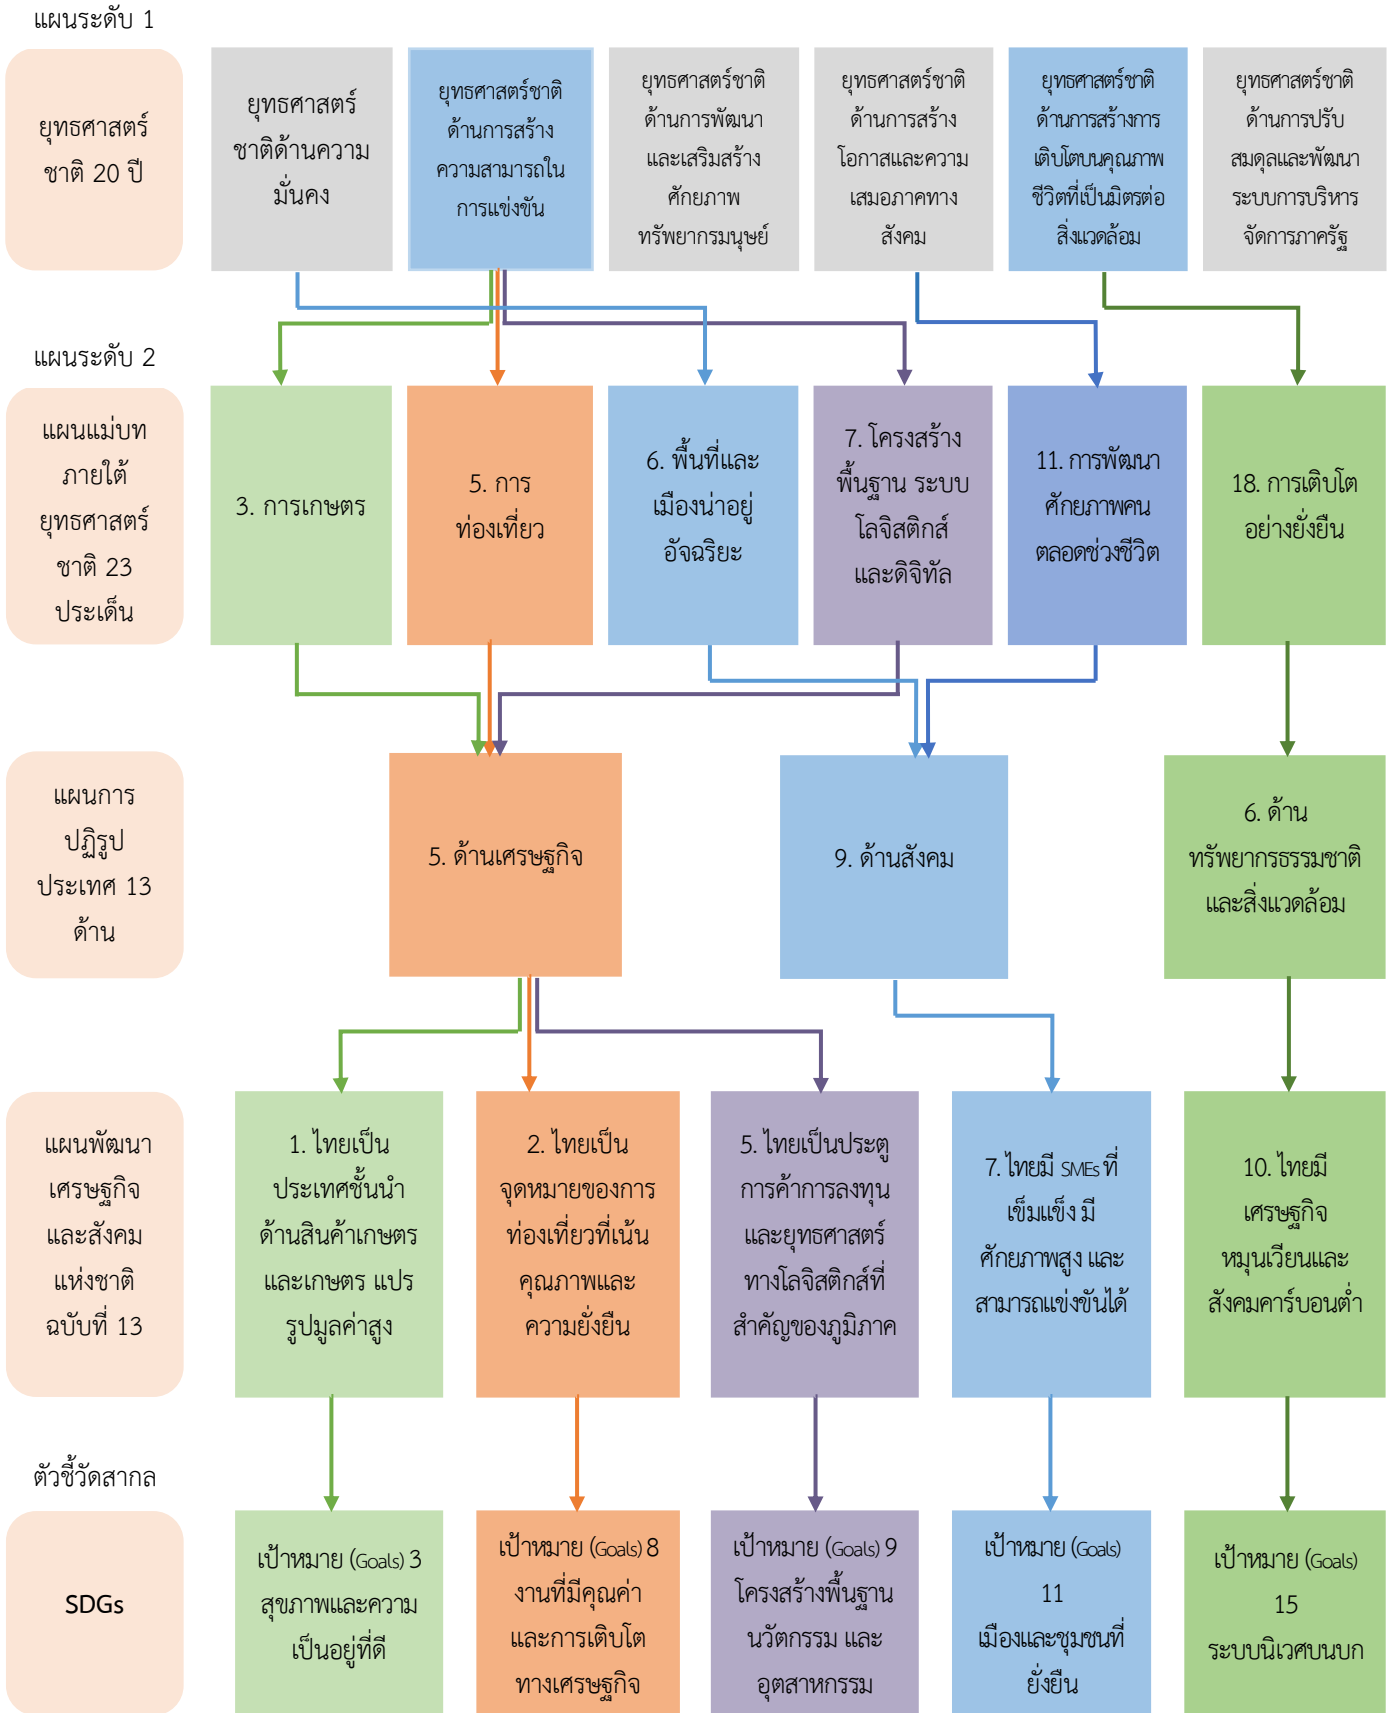 แผนระดับ 1
ยุทธศาสตร์
ชาติ 20 ปี
ยุทธศาสตร์
ชาติด้านความ
มั่นคง
ยุทธศาสตร์ชาติ
ด้านการสร้าง
ความสามารถใน
การแข่งขัน
ยุทธศาสตร์ชาติ
ด้านการพัฒนา
และเสริมสร้าง
ศักยภาพ
ทรัพยากรมนุษย์
ยุทธศาสตร์ชาติ
ด้านการสร้าง
โอกาสและความ
เสมอภาคทาง
สังคม
ยุทธศาสตร์ชาติ
ด้านการสร้างการ
เติบโตบนคุณภาพ
ชีวิตที่เป็นมิตรต่อ
สิ่งแวดล้อม
ยุทธศาสตร์ชาติ
ด้านการปรับ
สมดุลและพัฒนา
ระบบการบริหาร
จัดการภาครัฐ
แผนระดับ 2
แผนแม่บท
ภายใต้
ยุทธศาสตร์
ชาติ 23
ประเด็น
3. การเกษตร
5. การ
ท่องเที่ยว
6. พื้นที่และ
เมืองน่าอยู่
อัจฉริยะ
7. โครงสร้าง
พื้นฐาน ระบบ
โลจิสติกส์
และดิจิทัล
11. การพัฒนา
ศักยภาพคน
ตลอดช่วงชีวิต
18. การเติบโต
อย่างยั่งยืน
แผนการ
ปฏิรูป
ประเทศ 13
ด้าน
5. ด้านเศรษฐกิจ
9. ด้านสังคม
6. ด้าน
ทรัพยากรธรรมชาติ
และสิ่งแวดล้อม
แผนพัฒนา
เศรษฐกิจ
และสังคม
แห่งชาติ
ฉบับที่ 13
1. ไทยเป็น
ประเทศชั้นนำ
ด้านสินค้าเกษตร
และเกษตร แปร
รูปมูลค่าสูง
2. ไทยเป็น
จุดหมายของการ
ท่องเที่ยวที่เน้น
คุณภาพและ
ความยั่งยืน
5. ไทยเป็นประตู
การค้าการลงทุน
และยุทธศาสตร์
ทางโลจิสติกส์ที่
สำคัญของภูมิภาค
7. ไทยมี SMEs ที่
เข็มแข็ง มี
ศักยภาพสูง และ
สามารถแข่งขันได้
10. ไทยมี
เศรษฐกิจ
หมุนเวียนและ
สังคมคาร์บอนต่ำ
ตัวชี้วัดสากล
SDGs
เป้าหมาย (Goals) 3
สุขภาพและความ
เป็นอยู่ที่ดี
เป้าหมาย (Goals) 8
งานที่มีคุณค่า
และการเติบโต
ทางเศรษฐกิจ
เป้าหมาย (Goals) 9
โครงสร้างพื้นฐาน
นวัตกรรม และ
อุตสาหกรรม
เป้าหมาย (Goals)
11
เมืองและชุมชนที่
ยั่งยืน
เป้าหมาย (Goals)
15
ระบบนิเวศบนบก